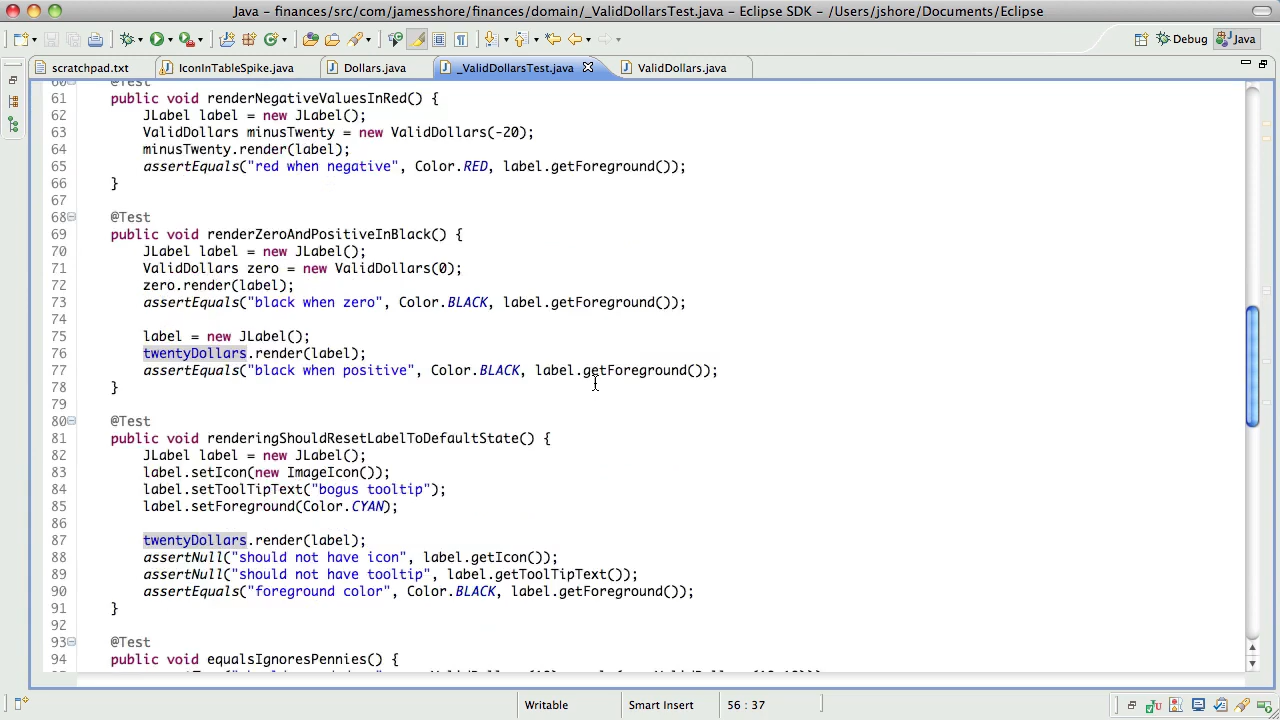 Java - finances/src/com/jamesshore/finances/domain/_ValidDollarsTest.java - Eclipse SDK - /Users/jshore/Documents/Eclipse
Debug Java
scratchpad.txt IconInTableSpike.java Dollars.java _ValidDollarsTest.java ValidDollars.java
60 @Test
61 public void renderNegativeValuesInRed() {
62 JLabel label = new JLabel();
63 ValidDollars minusTwenty = new ValidDollars(-20);
64 minusTwenty.render(label);
65 assertEquals("red when negative", Color.RED, label.getForeground());
66 }
67
68 @Test
69 public void renderZeroAndPositiveInBlack() {
70 JLabel label = new JLabel();
71 ValidDollars zero = new ValidDollars(0);
72 zero.render(label);
73 assertEquals("black when zero", Color.BLACK, label.getForeground());
74
75 label = new JLabel();
76 twentyDollars.render(label);
77 assertEquals("black when positive", Color.BLACK, label.getForeground());
78 }
79
80 @Test
81 public void renderingShouldResetLabelToDefaultState() {
82 JLabel label = new JLabel();
83 label.setIcon(new ImageIcon());
84 label.setToolTipText("bogus tooltip");
85 label.setForeground(Color.CYAN);
86
87 twentyDollars.render(label);
88 assertNull("should not have icon", label.getIcon());
89 assertNull("should not have tooltip", label.getToolTipText());
90 assertEquals("foreground color", Color.BLACK, label.getForeground());
91 }
93 @Test
94 public void equalsIgnoresPennies() {
Writable Smart Insert 56 : 37